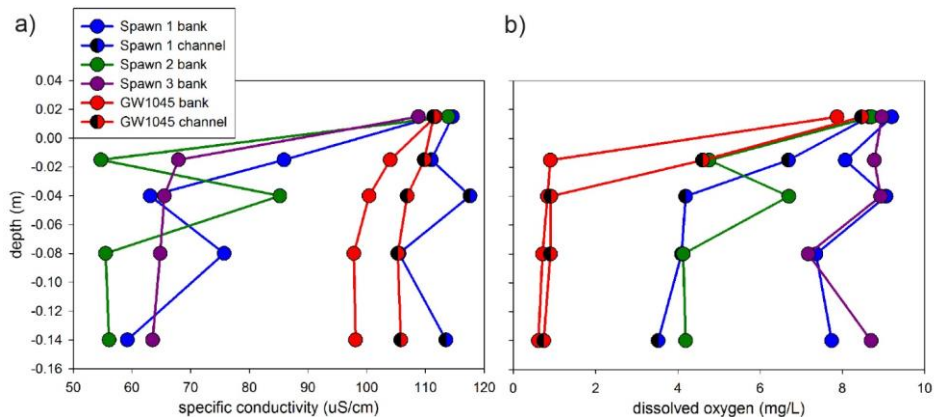 a)
Spawn 1 bank
Spawn 1 channel
Spawn 2 bank
Spawn 3 bank
GW1045 bank
GW1045 channel
0.04
0.02
0.00
-0.02
-0.04
-0.06
-0.08
-0.10
-0.12
-0.14
-0.16
depth (m)
50 60 70 80 90 100 110 120
specific conductivity (uS/cm)
b)
0 2 4 6 8 10
dissolved oxygen (mg/L)